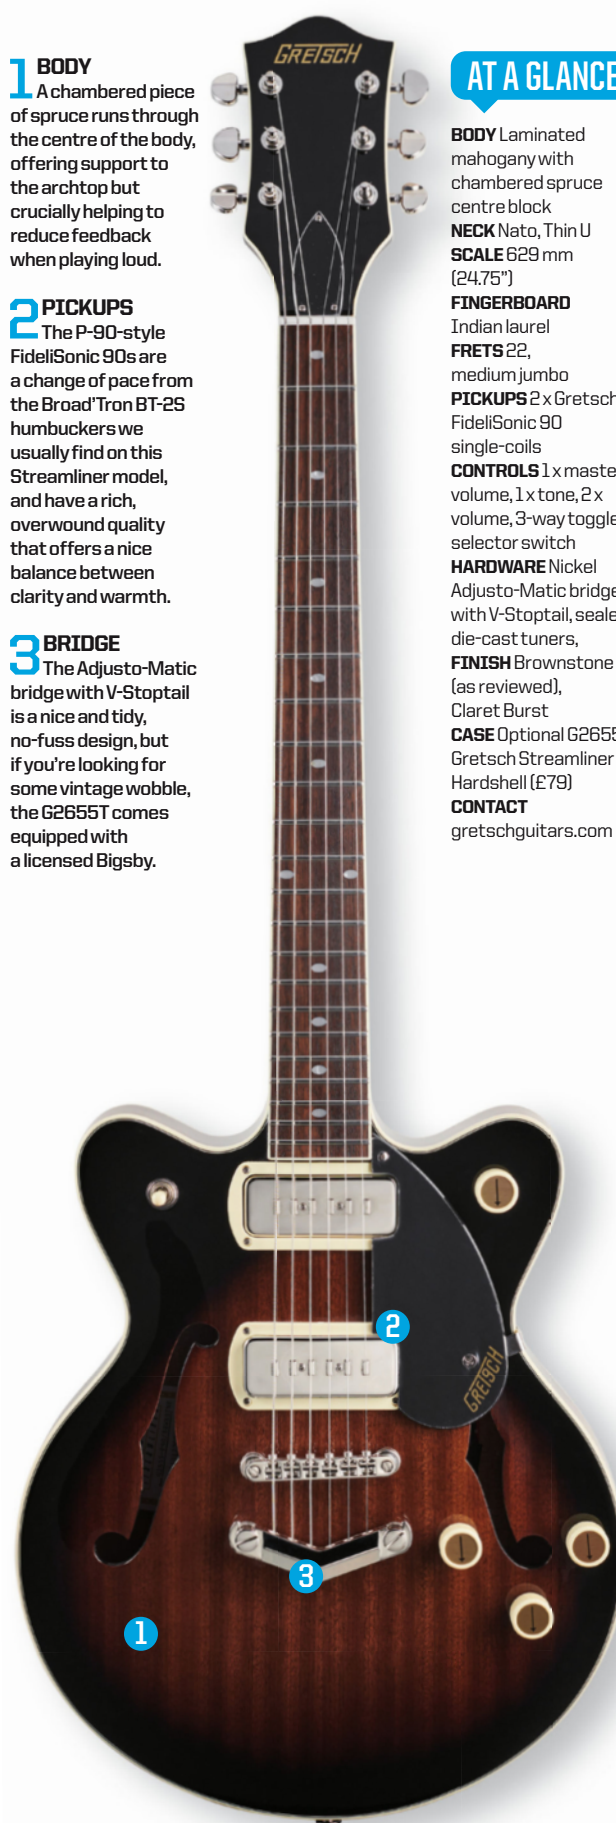 1 BODY
A chambered piece
of spruce runs through
the centre of the body,
offering support to
the archtop but
crucially helping to
reduce feedback
when playing loud.
2 PICKUPS
The P-90-style
FideliSonic 90s are
a change of pace from
the Broad'Tron BT-2S
humbuckers we
usually find on this
Streamliner model,
and have a rich,
overwound quality
that offers a nice
balance between
clarity and warmth.
3 BRIDGE
The Adjusto-Matic
bridge with V-Stoptail
is a nice and tidy,
no-fuss design, but
if you're looking for
some vintage wobble,
the G2655T comes
equipped with
a licensed Bigsby.
GRETSCH
AT A GLANCE
BODY Laminated
mahogany with
chambered spruce
centre block
NECK Nato, Thin U
SCALE 629 mm
(24.75")
FINGERBOARD
Indian laurel
FRETS 22,
medium jumbo
PICKUPS 2 x Gretsch
FideliSonic 90
single-coils
CONTROLS 1 x maste
volume, 1 x tone, 2 x
volume, 3-way toggle
selector switch
HARDWARE Nickel
Adjusto-Matic bridge
with V-Stoptail, seale
die-cast tuners,
FINISH Brownstone
(as reviewed),
Claret Burst
CASE Optional G2655
Gretsch Streamliner
Hardshell (£79)
CONTACT
gretschguitars.com
2
GRETSCH
3
1